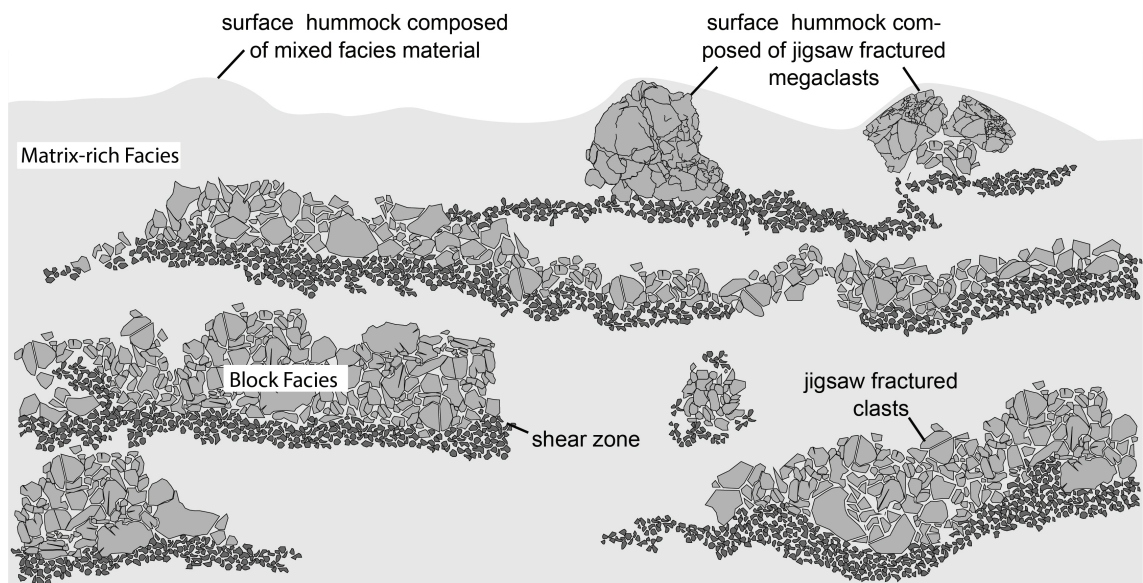 surface hummock composed
of mixed facies material
surface hummock com-
posed of jigsaw fractured
megaclasts
Matrix-rich Facies
Block Facies
jigsaw fractured
clasts
shear zone